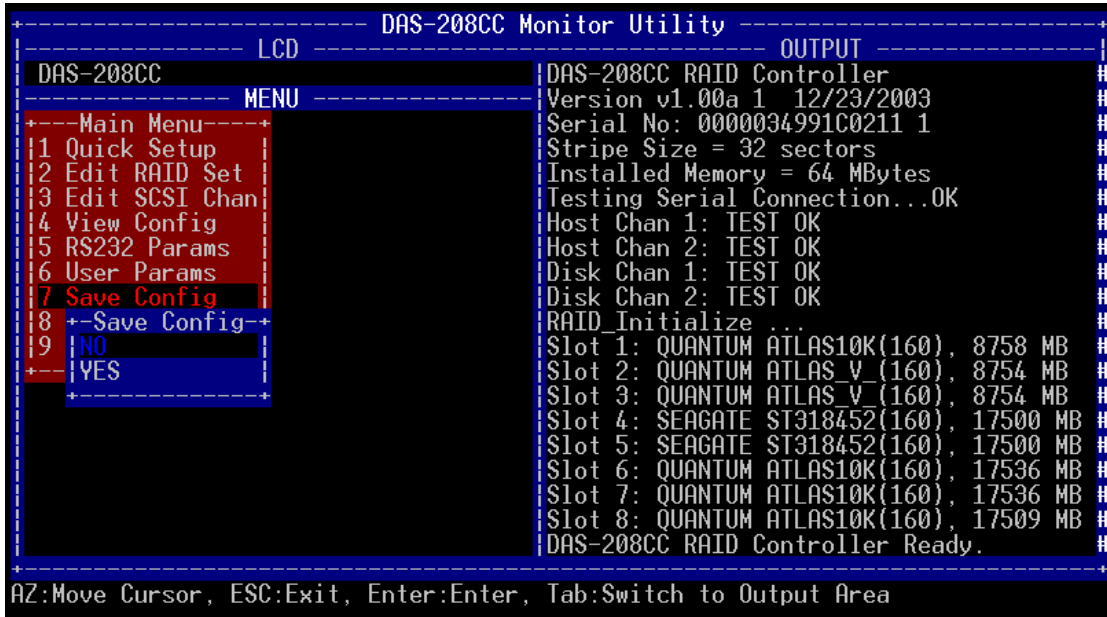 DAS-208CC Monitor Utility
LCD
DAS-208CC
MENU
Main Menu
1 Quick Setup
2 Edit RAID Set
3 Edit SCSI Chan
4 View Config
5 RS232 Params
6 User Params
7 Save Config
8
9
Save Config
NO
YES
OUTPUT
DAS-208CC RAID Controller
Version v1.00a 1 12/23/2003
Serial No: 0000034991C0211 1
Stripe Size = 32 sectors
Installed Memory = 64 MBytes
Testing Serial Connection...OK
Host Chan 1: TEST OK
Host Chan 2: TEST OK
Disk Chan 1: TEST OK
Disk Chan 2: TEST OK
RAID_Initialize ...
Slot 1: QUANTUM ATLAS10K(160), 8758 MB
Slot 2: QUANTUM ATLAS_V_(160), 8754 MB
Slot 3: QUANTUM ATLAS_V_(160), 8754 MB
Slot 4: SEAGATE ST318452(160), 17500 MB
Slot 5: SEAGATE ST318452(160), 17500 MB
Slot 6: QUANTUM ATLAS10K(160), 17536 MB
Slot 7: QUANTUM ATLAS10K(160), 17536 MB
Slot 8: QUANTUM ATLAS10K(160), 17509 MB
DAS-208CC RAID Controller Ready.
AZ:Move Cursor, ESC:Exit, Enter:Enter, Tab:Switch to Output Area